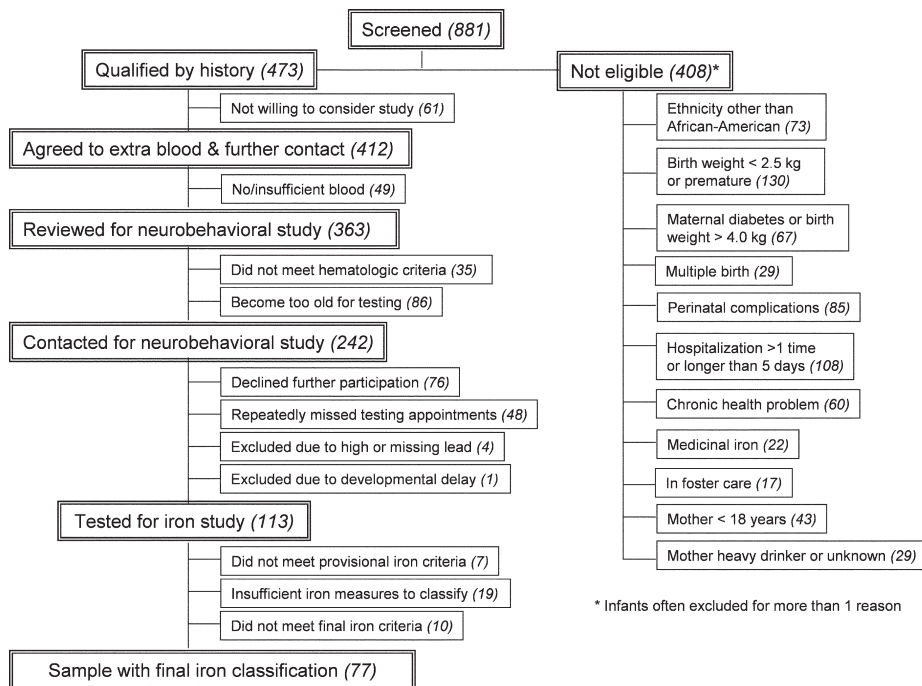 Screened (881)
Qualified by history (473)
Not willing to consider study (61)
Agreed to extra blood & further contact (412)
No/insufficient blood (49)
Reviewed for neurobehavioral study (363)
Did not meet hematologic criteria (35)
Become too old for testing (86)
Contacted for neurobehavioral study (242)
Declined further participation (76)
Repeatedly missed testing appointments (48)
Excluded due to high or missing lead (4)
Excluded due to developmental delay (1)
Tested for iron study (113)
Did not meet provisional iron criteria (7)
Insufficient iron measures to classify (19)
Did not meet final iron criteria (10)
Sample with final iron classification (77)
Not eligible (408)*
Ethnicity other than
African-American (73)
Birth weight < 2.5 kg
or premature (130)
Maternal diabetes or birth
weight > 4.0 kg (67)
Multiple birth (29)
Perinatal complications (85)
Hospitalization >1 time
or longer than 5 days (108)
Chronic health problem (60)
Medicinal iron (22)
In foster care (17)
Mother < 18 years (43)
Mother heavy drinker or unknown (29)
* Infants often excluded for more than 1 reason